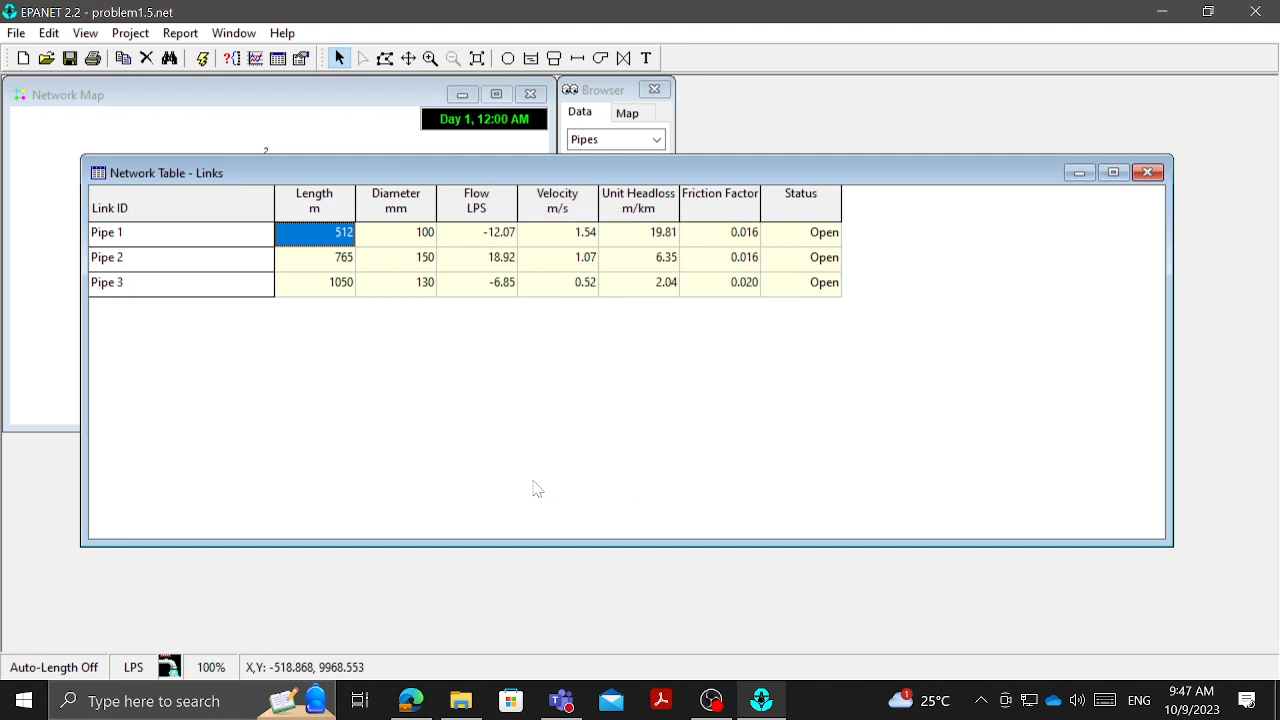 EPANET 2.2 - problem1.5.net
File Edit View Project Report Window Help
T
Network Map
Browser
Day 1, 12:00 AM
Data Map
Pipes
2
Network Table - Links
Link ID Length m Diameter mm Flow LPS Velocity m/s Unit Headloss m/km Friction Factor Status
Pipe 1 512 100 -12.07 1.54 19.81 0.016 Open
Pipe 2 765 150 18.92 1.07 6.35 0.016 Open
Pipe 3 1050 130 -6.85 0.52 2.04 0.020 Open
Auto-Length Off LPS 100% X,Y: -518.868, 9968.553
Type here to search
1
25°C
ENG
9:47 AM
10/9/2023